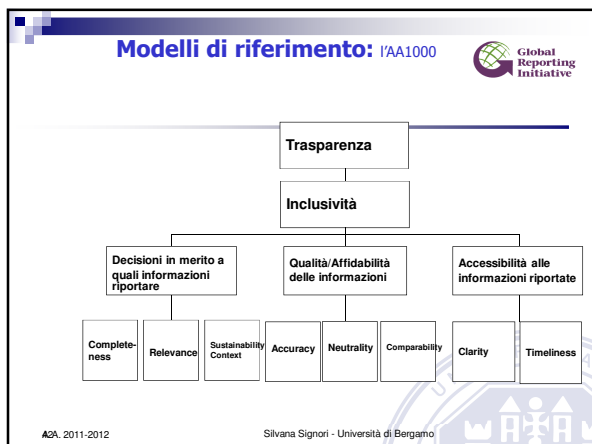 Modelli di riferimento: l'AA1000
Global
Reporting
Initiative
Trasparenza
Inclusività
Decisioni in merito a
quali informazioni
riportare
Qualità/Affidabilità
delle informazioni
Accessibilità alle
informazioni riportate
Complete-
ness
Relevance
Sustainability
Context
Accuracy
Neutrality
Comparability
Clarity
Timeliness
A.A. 2011-2012
Silvana Signori - Università di Bergamo